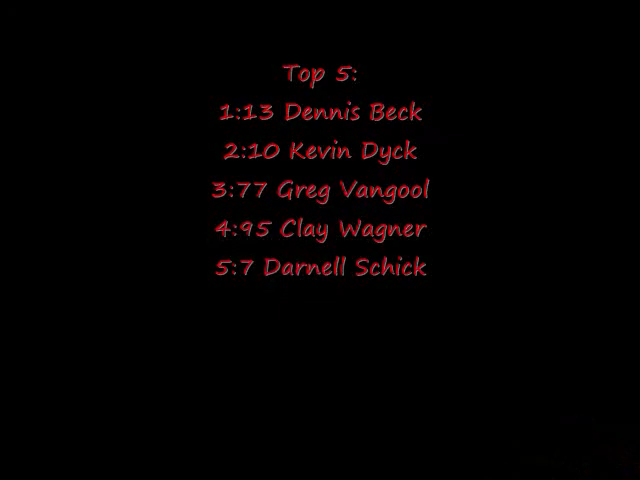 Top 5:
1:13 Dennis Beck
2:10 Kevin Dyck
3:77 Greg Vangool
4:95 Clay Wagner
5:7 Darnell Schick